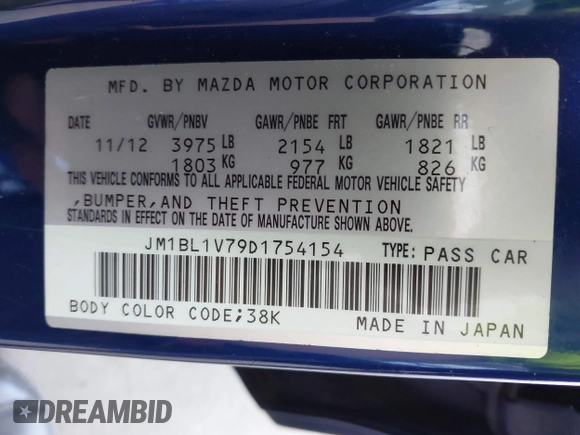 MFD. BY MAZDA MOTOR CORPORATION
DATE GVWR/PNBV GAWR/PNBE FRT GAWR/PNBE RR
11/12 3975 LB 2154 LB 1821 LB
1803 KG 977 KG 826 KG
THIS VEHICLE CONFORMS TO ALL APPLICABLE FEDERAL MOTOR VEHICLE SAFETY
,BUMPER,AND THEFT PREVENTION
STANDARDS IN EFFECT ON THE DATE OF MANUFACTURE SHOWN ABOVE.
JM1BL1V79D1754154 TYPE: PASS CAR
BODY COLOR CODE;38K MADE IN JAPAN
DREAMBID